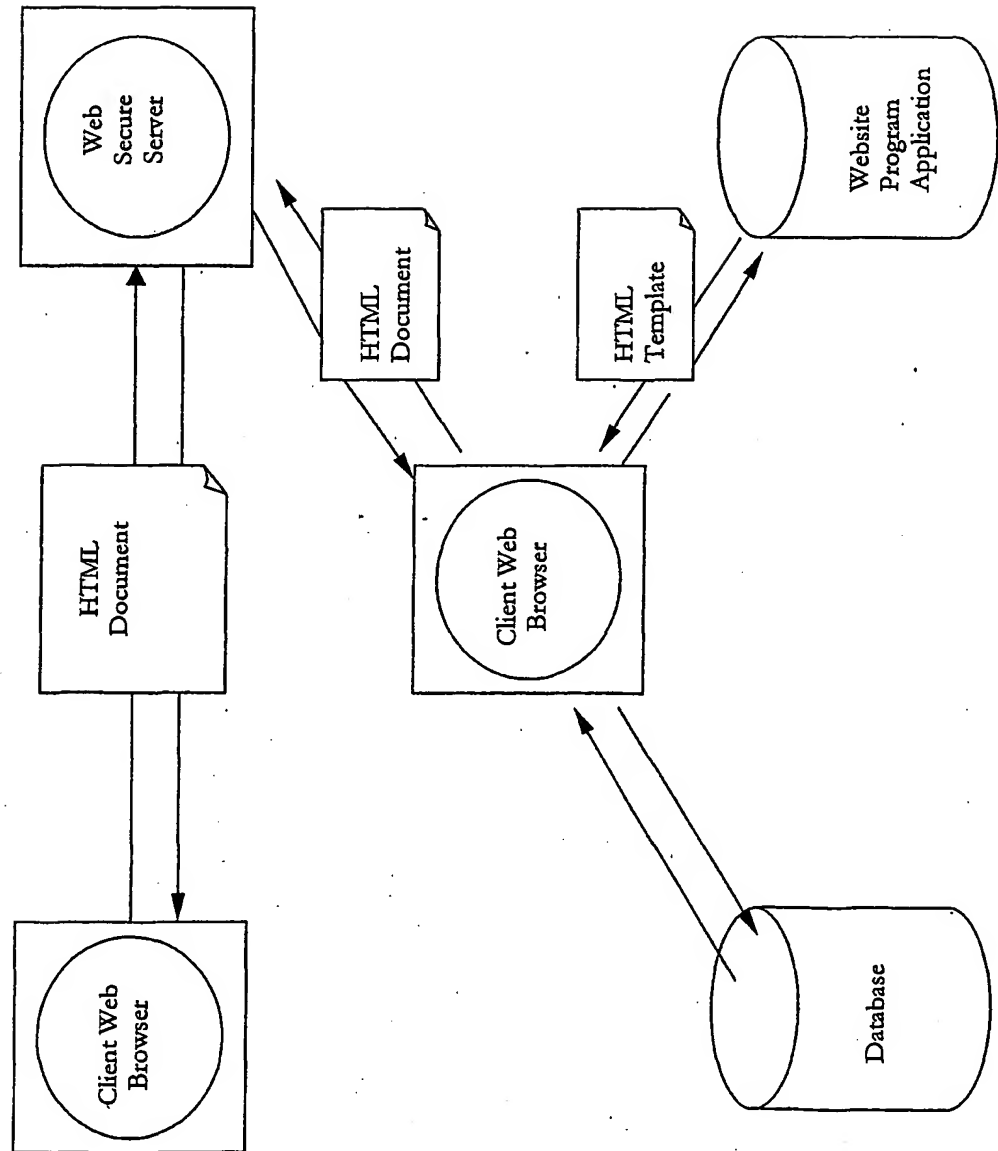 Web
Secure
Server
HTML
Document
Client Web
Browser
HTML
Document
HTML
Template
Client Web
Browser
Website
Program
Application
Database